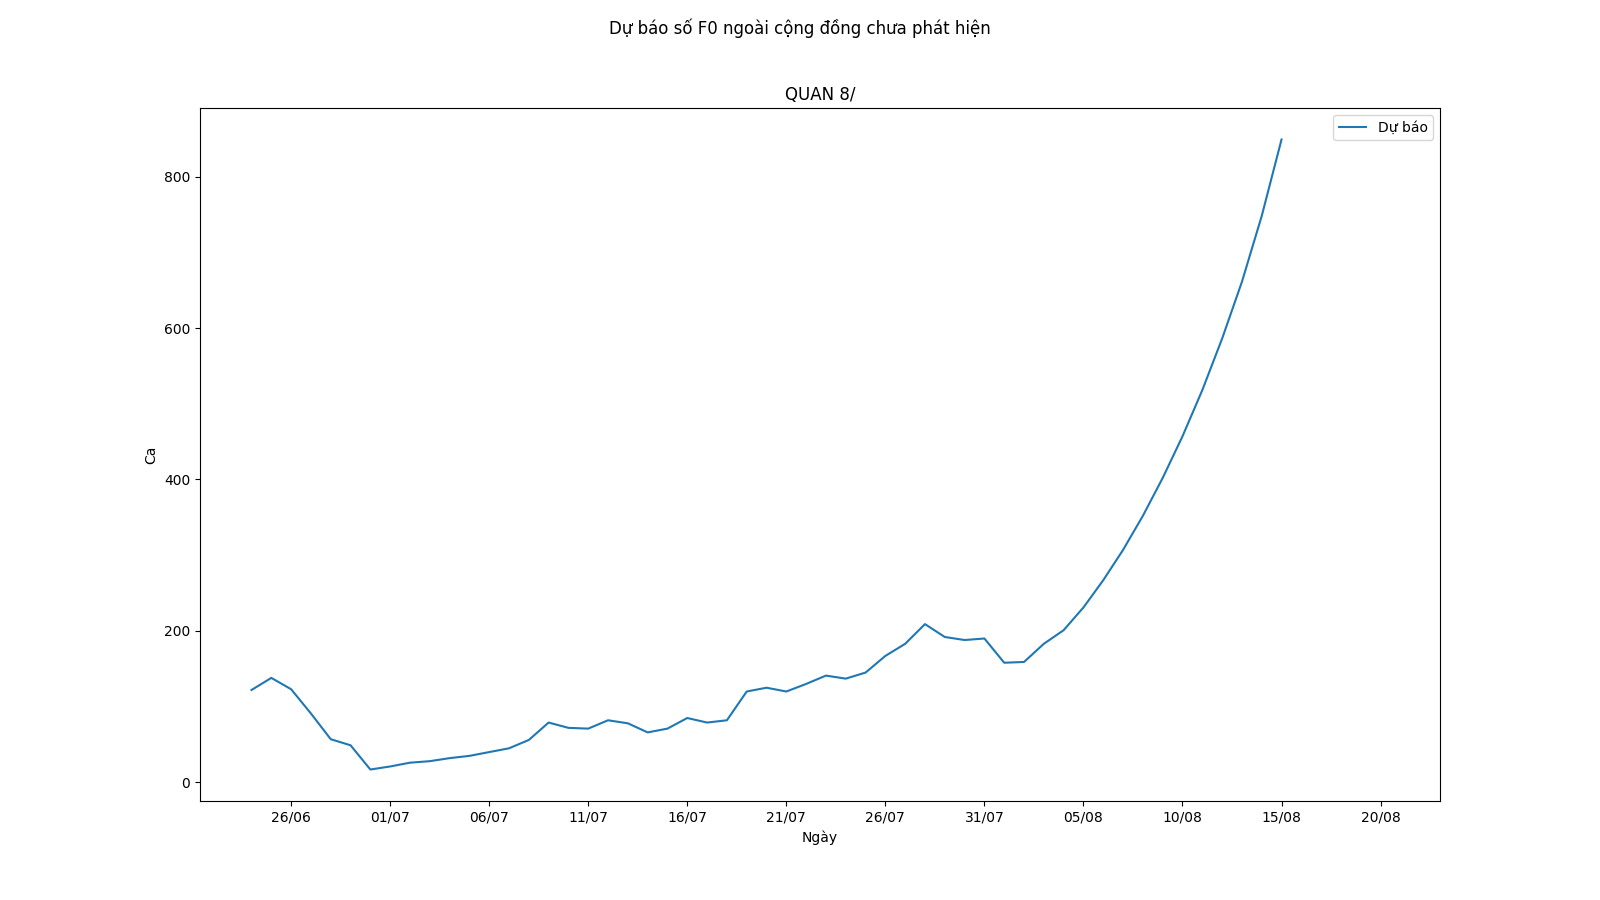 Dự báo số F0 ngoài cộng đồng chưa phát hiện
QUAN 8/
Dự báo
800
600
400
200
0
Ca
26/06 01/07 06/07 11/07 16/07 21/07 26/07 31/07 05/08 10/08 15/08 20/08
Ngày